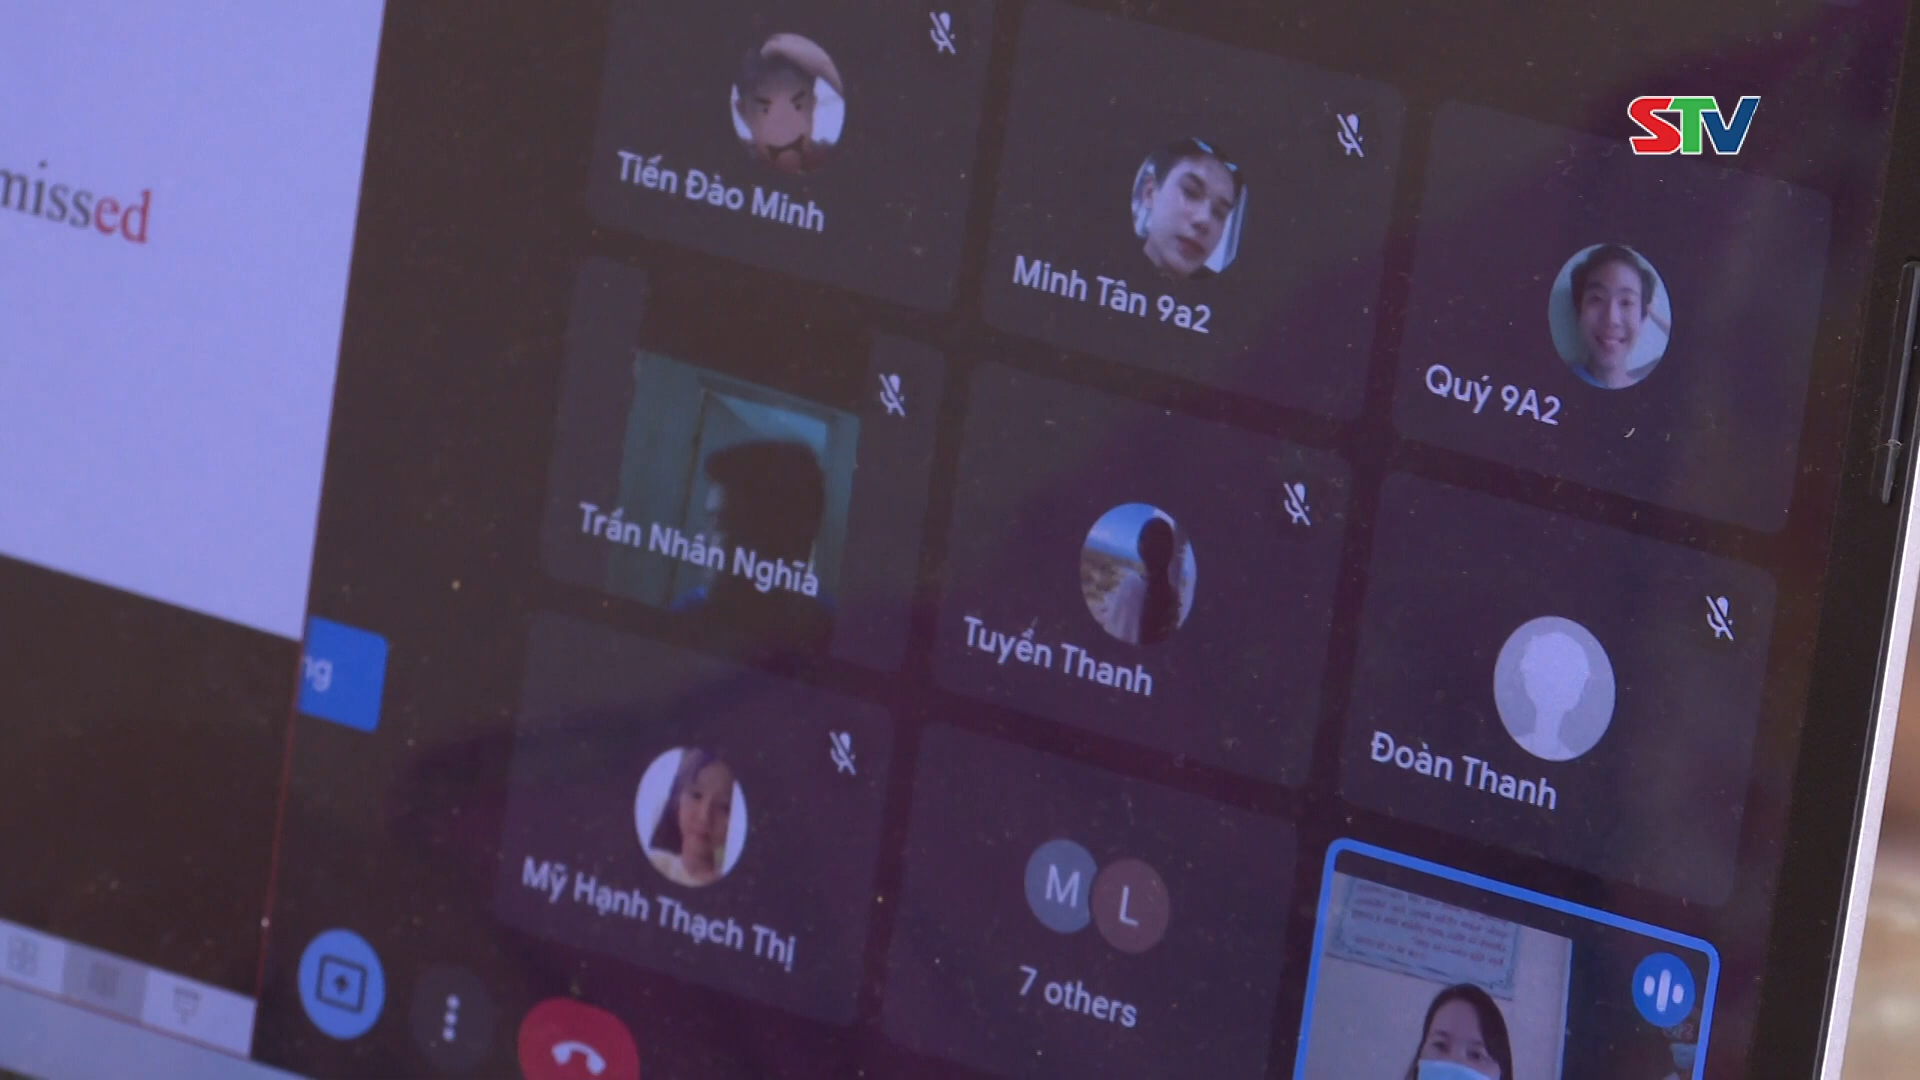 STV
missed
Tiến Đào Minh
Minh Tân 9a2
Quý 9A2
Trần Nhân Nghĩa
Tuyền Thanh
Đoàn Thanh
ng
Mỹ Hạnh Thạch Thị
M L
7 others